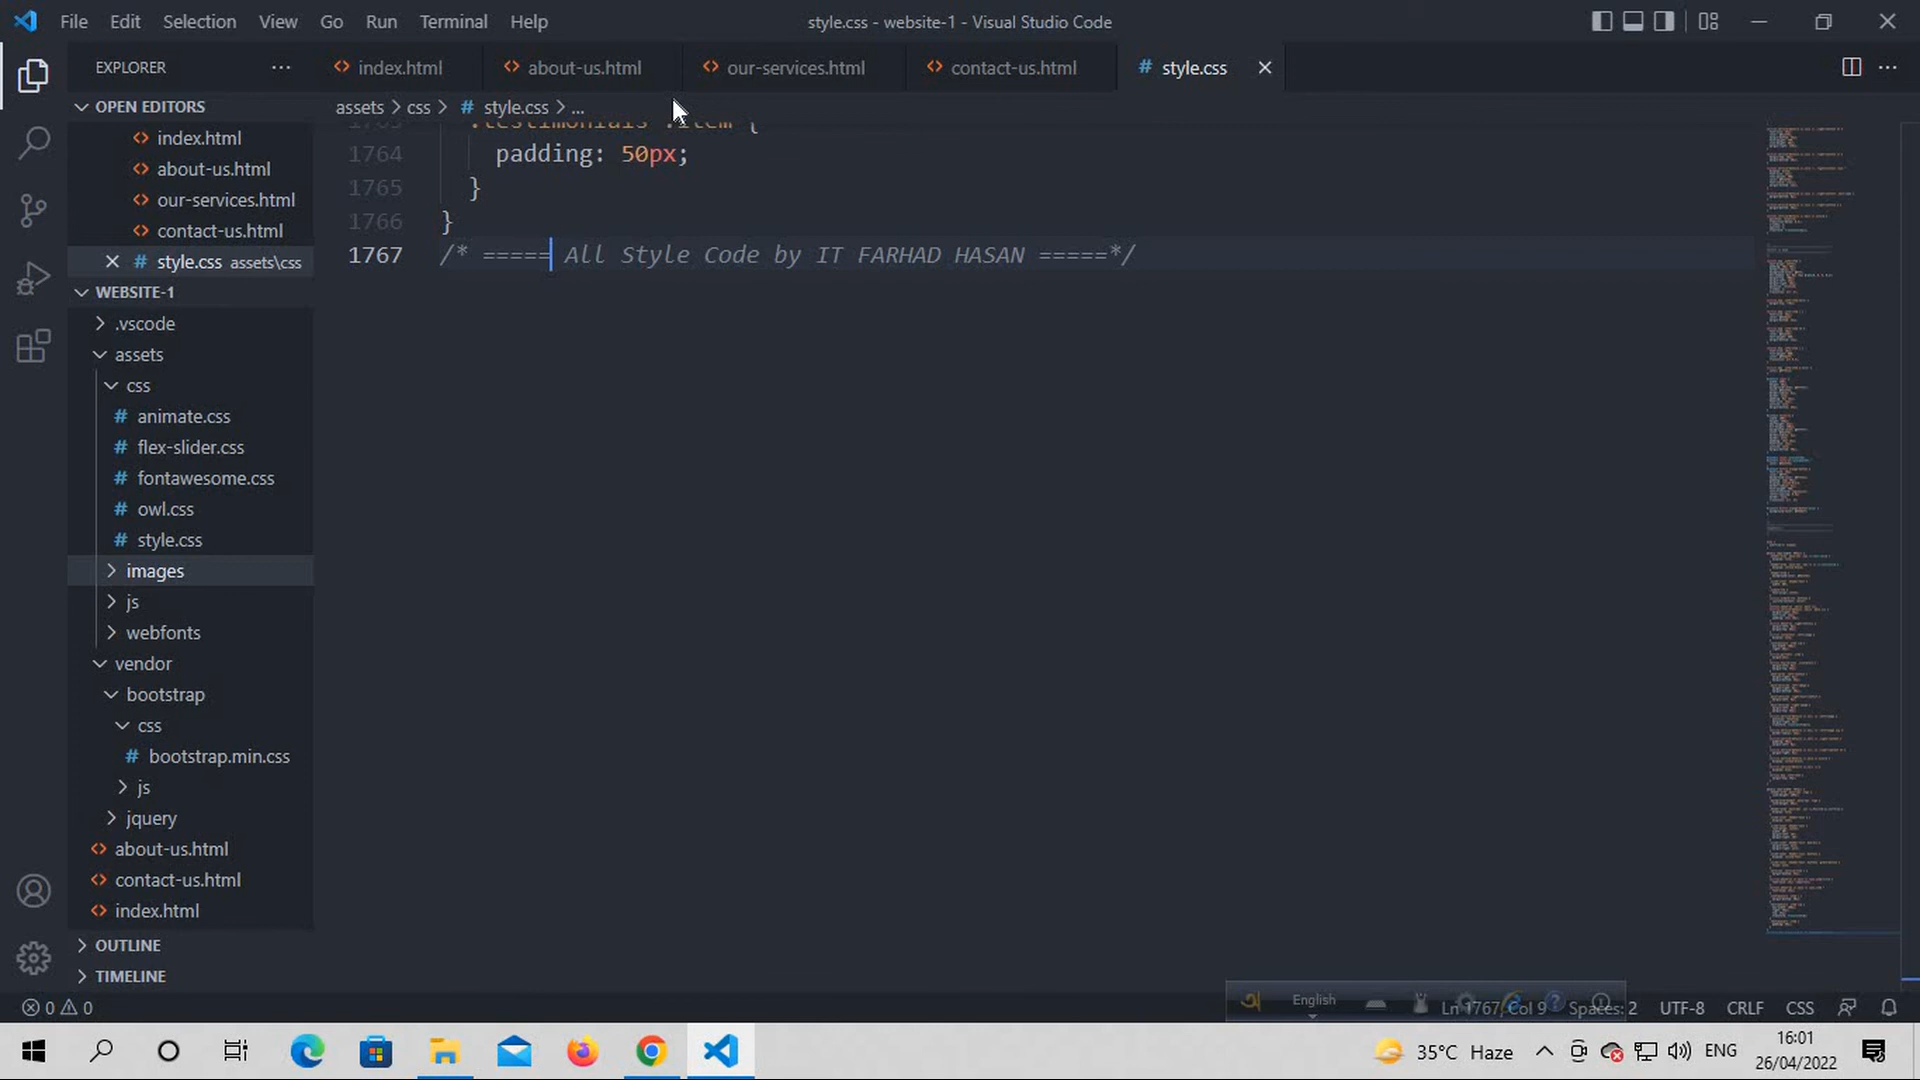 File Edit Selection View Go Run Terminal Help style.css - website-1 - Visual Studio Code
EXPLORER ... index.html about-us.html our-services.html contact-us.html style.css
OPEN EDITORS
index.html
about-us.html
our-services.html
contact-us.html
style.css assets\css
WEBSITE-1
.vscode
assets
css
animate.css
flex-slider.css
fontawesome.css
owl.css
style.css
images
js
webfonts
vendor
bootstrap
css
bootstrap.min.css
js
jquery
about-us.html
contact-us.html
index.html
OUTLINE
TIMELINE
assets > css > # style.css > ...
.testimonials .item {
1764 padding: 50px;
1765 }
1766 }
1767 /* ===== All Style Code by IT FARHAD HASAN =====*/
0 0 English Ln 1767, Col 9 Spaces: 2 UTF-8 CRLF CSS
35°C Haze ENG 16:01
26/04/2022